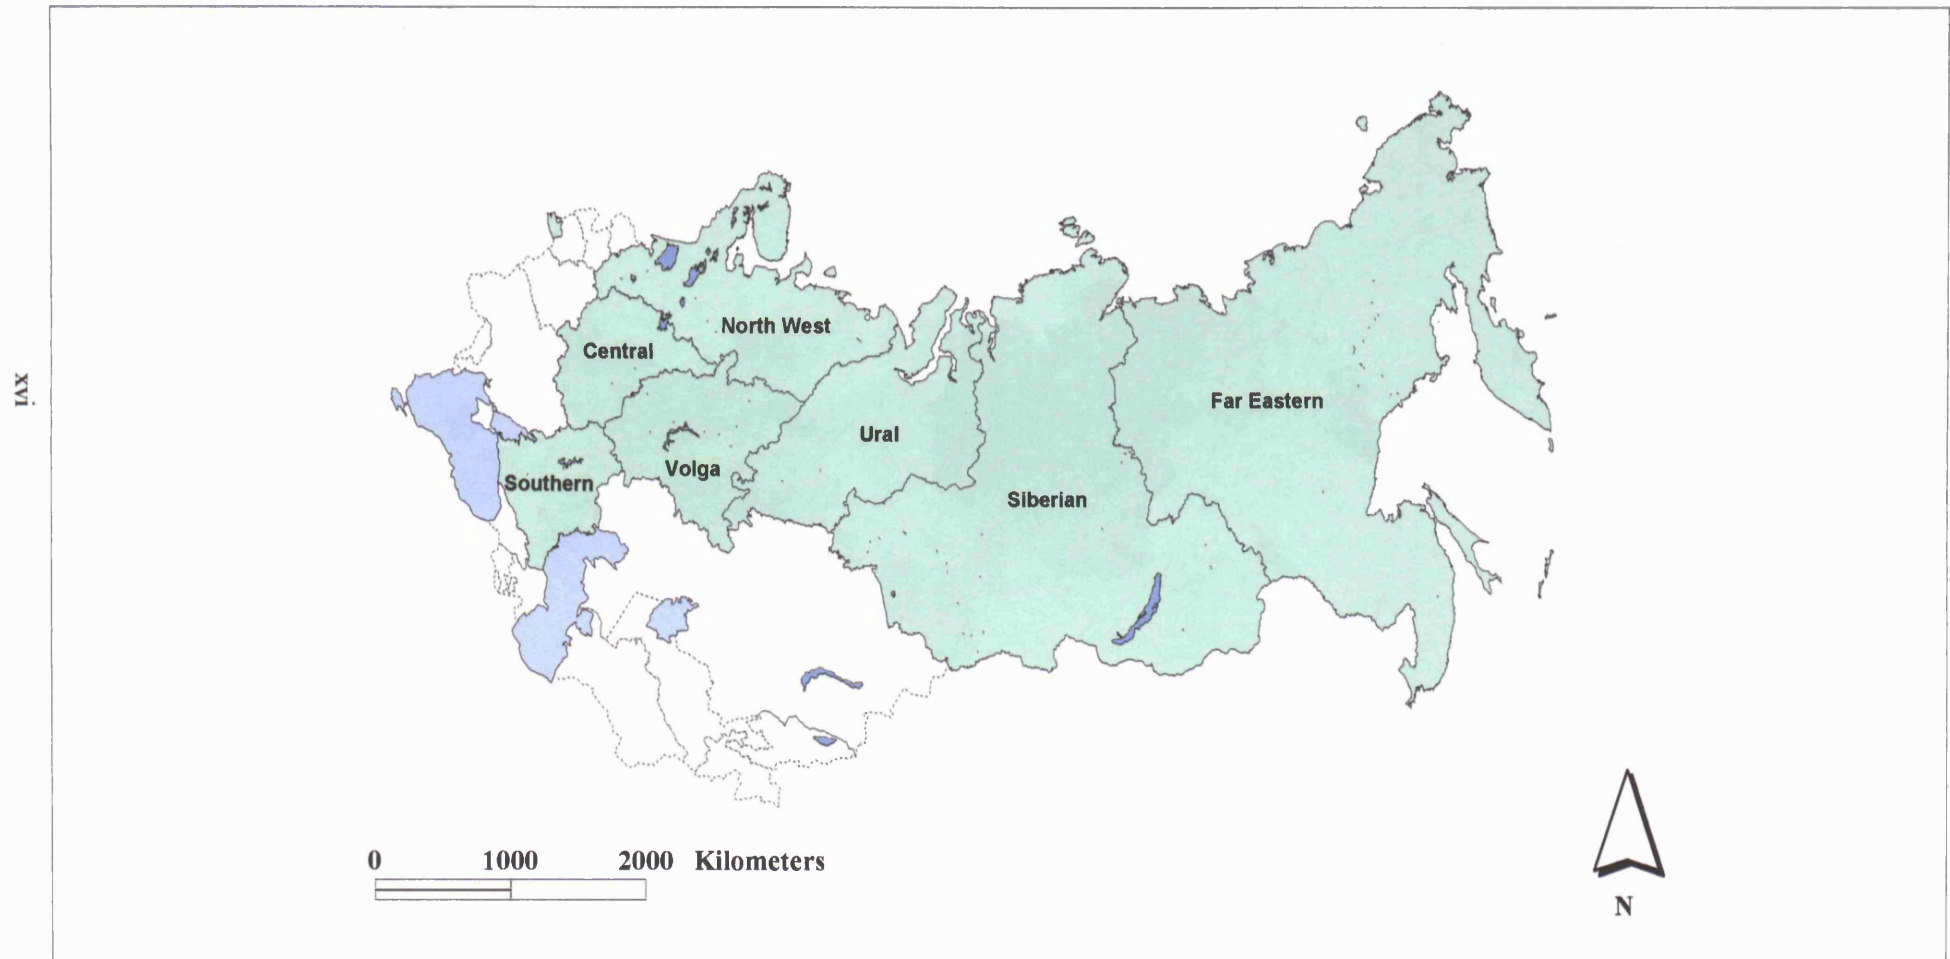 xvi
North West
Central
Far Eastern
Ural
Volga
Southern
Siberian
0 1000 2000 Kilometers
N